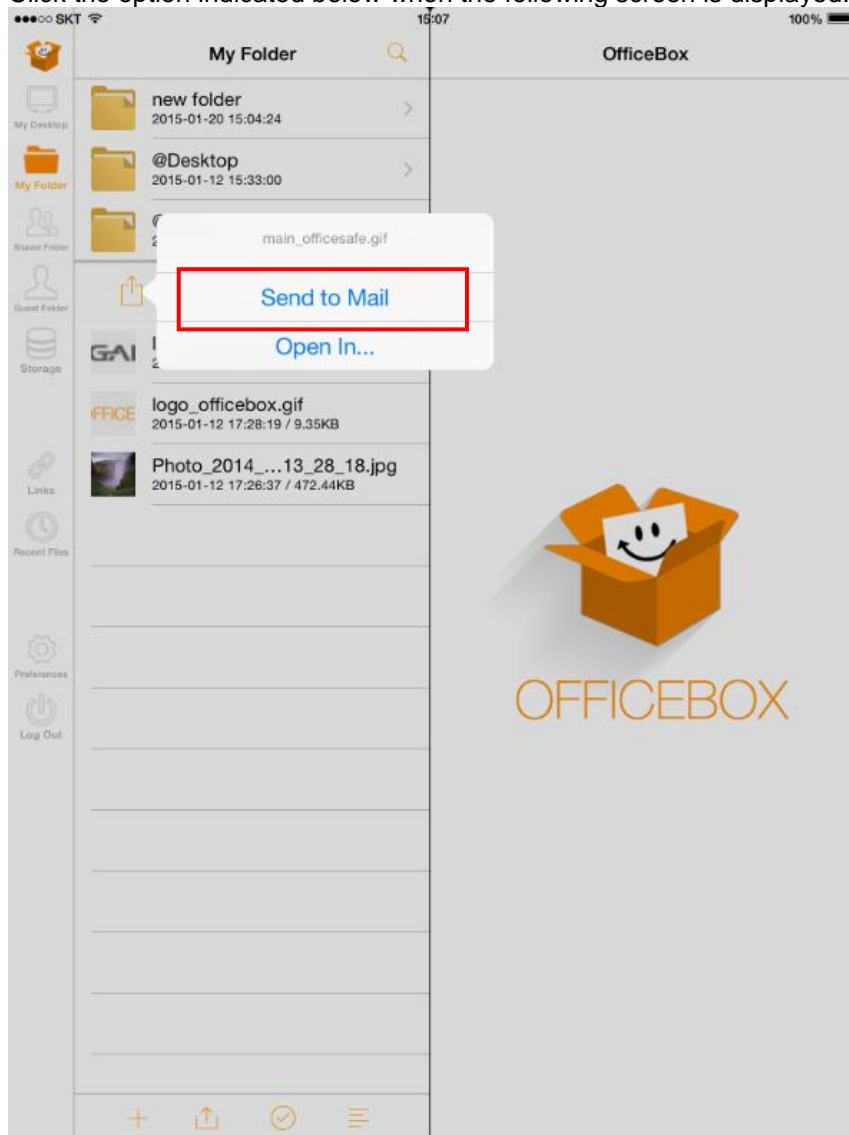 Click the option indicated below when the following screen is displayed.
SKT
15:07
100%
My Folder
OfficeBox
My Desktop
My Folder
Shared Folder
Guest Folder
Storage
Links
Recent Files
Preferences
Log Out
new folder
2015-01-20 15:04:24
@Desktop
2015-01-12 15:33:00
@
2
main_officesafe.gif
Send to Mail
Open In...
GAI
l
2
OFFICE
logo_officebox.gif
2015-01-12 17:28:19 / 9.35KB
Photo_2014_...13_28_18.jpg
2015-01-12 17:26:37 / 472.44KB
OFFICEBOX